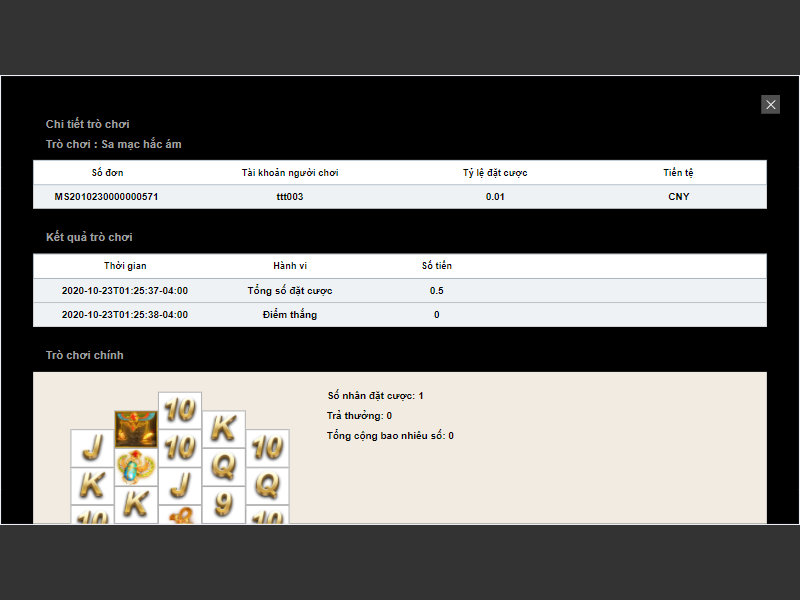 Chi tiết trò chơi
Trò chơi : Sa mạc hắc ám
Số đơn Tài khoản người chơi Tỷ lệ đặt cược Tiền tệ
MS2010230000000571 ttt003 0.01 CNY
Kết quả trò chơi
Thời gian Hành vi Số tiền
2020-10-23T01:25:37-04:00 Tổng số đặt cược 0.5
2020-10-23T01:25:38-04:00 Điểm thắng 0
Trò chơi chính
Số nhân đặt cược: 1
Trả thưởng: 0
Tổng cộng bao nhiêu số: 0
10
K
J 10 10
K Q Q
K J 9
10 10